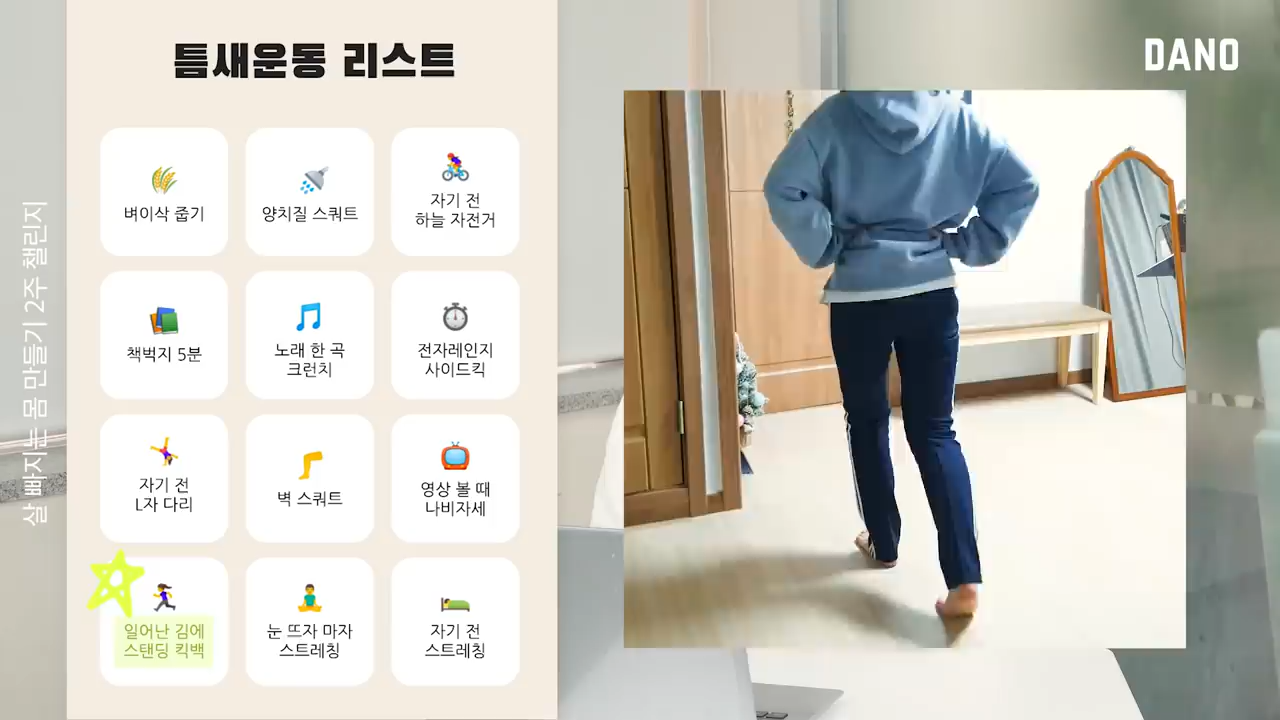 틈새운동 리스트
DANO
벼이삭 줍기
양치질 스쿼트
자기 전
하늘 자전거
책벅지 5분
노래 한 곡
크런치
전자레인지
사이드킥
자기 전
L자 다리
벽 스쿼트
영상 볼 때
나비자세
일어난 김에
스탠딩 킥백
눈 뜨자 마자
스트레칭
자기 전
스트레칭
살 빠지는 몸 만들기 2주 챌린지